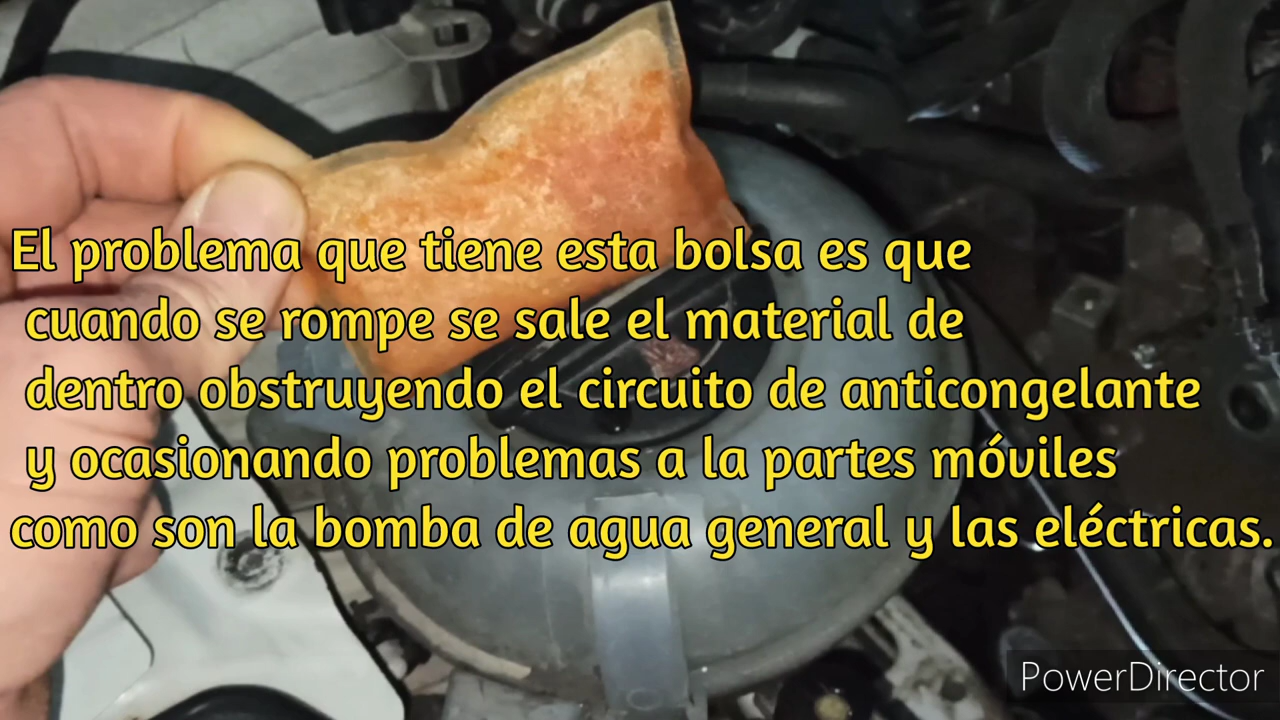 El problema que tiene esta bolsa es que
cuando se rompe se sale el material de
dentro obstruyendo el circuito de anticongelante
y ocasionando problemas a la partes móviles
como son la bomba de agua general y las eléctricas.
PowerDirector